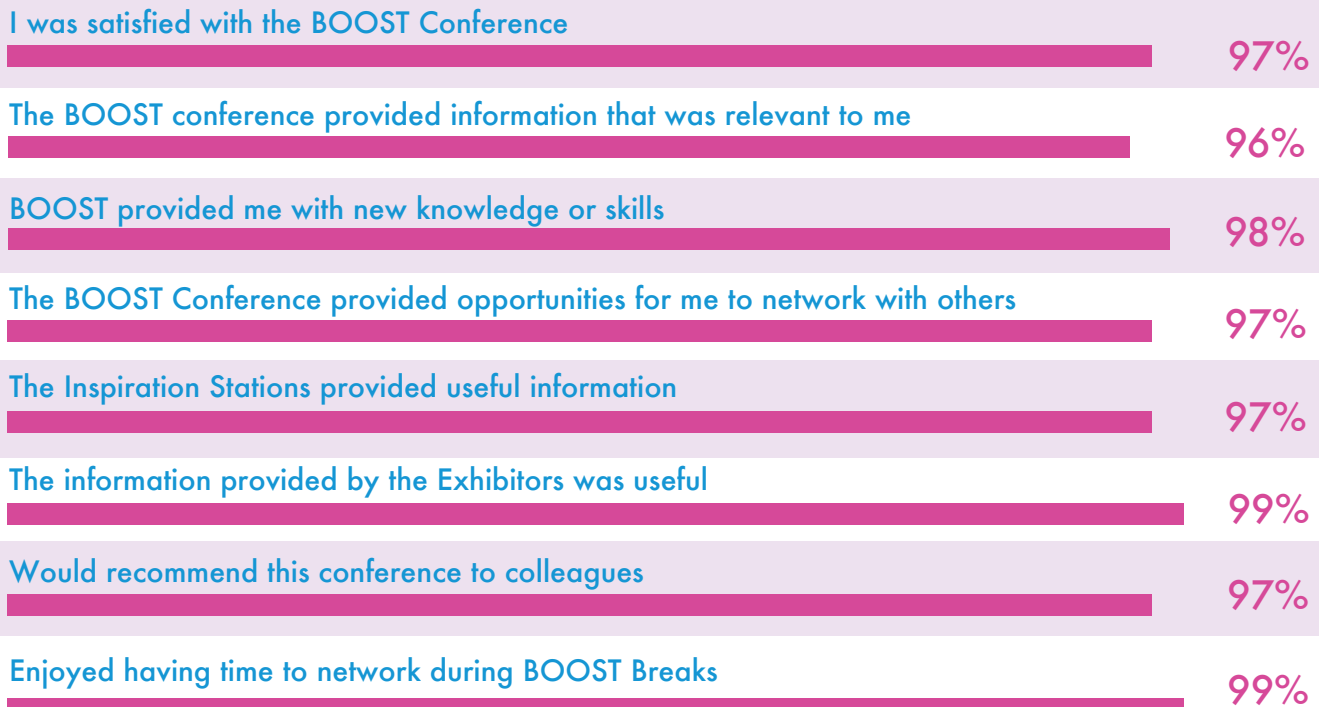 I was satisfied with the BOOST Conference
97%
The BOOST conference provided information that was relevant to me
96%
BOOST provided me with new knowledge or skills
98%
The BOOST Conference provided opportunities for me to network with others
97%
The Inspiration Stations provided useful information
97%
The information provided by the Exhibitors was useful
99%
Would recommend this conference to colleagues
97%
Enjoyed having time to network during BOOST Breaks
99%